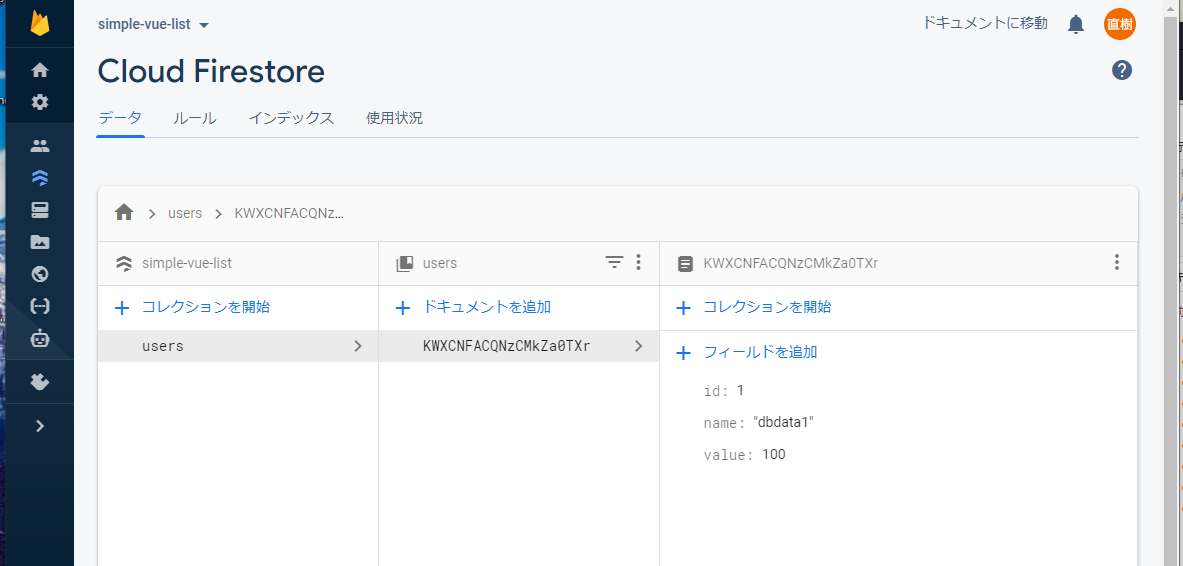 simple-vue-list
ドキュメントに移動
直樹
Cloud Firestore
データ ルール インデックス 使用状況
users KWXCNFACQNz...
simple-vue-list
users
KWXCNFACQNzCMkZa0TXr
コレクションを開始
ドキュメントを追加
コレクションを開始
users
KWXCNFACQNzCMkZa0TXr
フィールドを追加
id: 1
name: "dbdata1"
value: 100